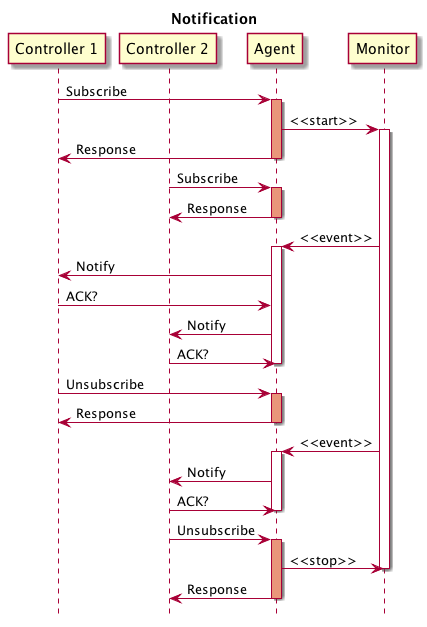 Notification
Controller 1 Controller 2 Agent Monitor
Subscribe
<<start>>
Response
Subscribe
Response
<<event>>
Notify
ACK?
Notify
ACK?
Unsubscribe
Response
<<event>>
Notify
ACK?
Unsubscribe
<<stop>>
Response